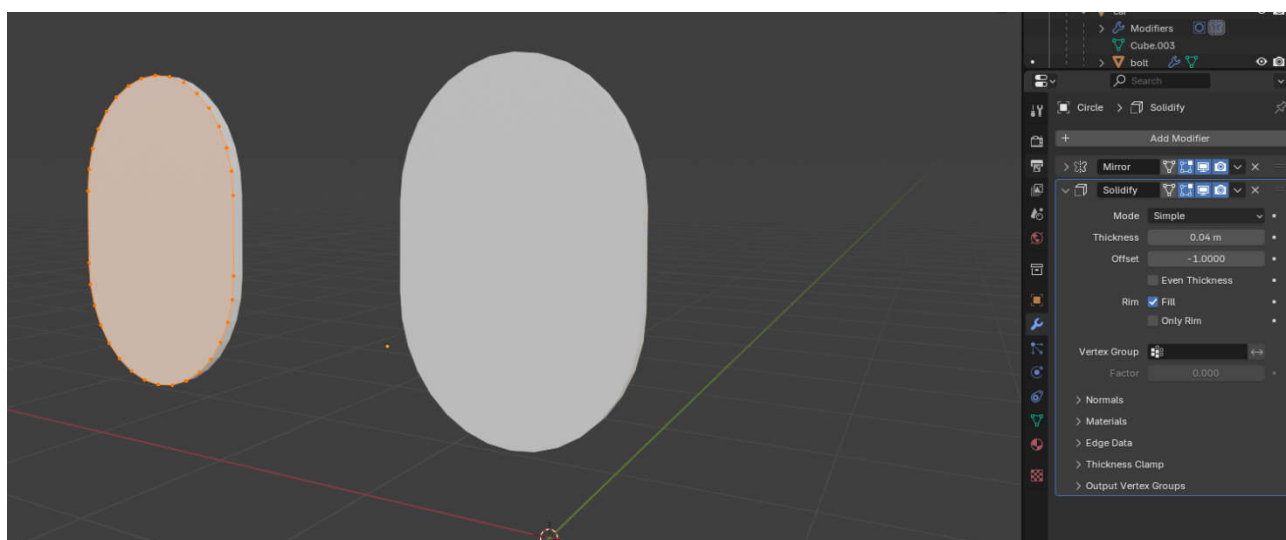 Modifiers
Cube.003
bolt
Search
Circle > Solidify
+ Add Modifier
Mirror
Solidify
Mode Simple
Thickness 0.04 m
Offset -1.0000
Even Thickness
Rim Fill
Only Rim
Vertex Group
Factor 0.000
Normals
Materials
Edge Data
Thickness Clamp
Output Vertex Groups